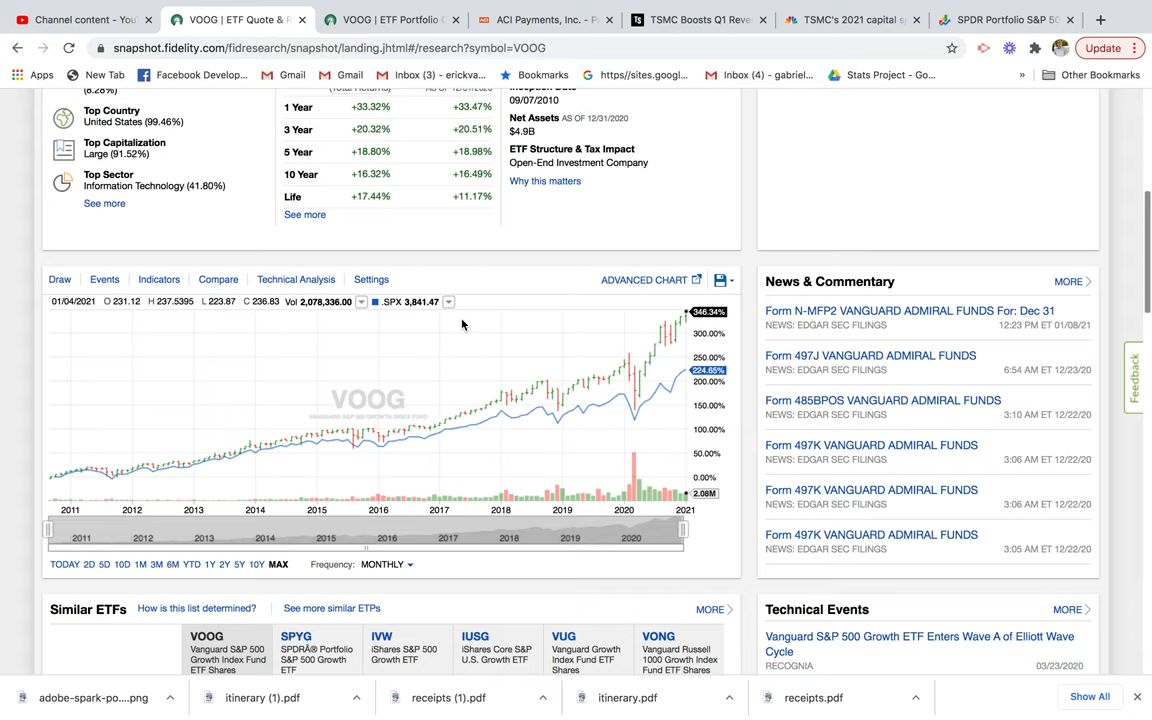 Content - You
VOOG | ETF Quote & R
VOOG | ETF Portfolio C
ACI Payments, Inc. - P
TSMC Boosts Q1 Reve
TSMC's 2021 capital s
SPDR Portfolio S&P 50
snapshot.fidelity.com/fidresearch/snapshot/landing.jhtml#/research?symbol=VOOG
Update
Apps
New Tab
Facebook Develop...
Gmail
Gmail
Inbox (3) - erickva...
Bookmarks
https//sites.googl...
Inbox (4) - gabriel...
Stats Project - Go...
»
Other Bookmarks
(8.28%)
Top Country
United States (99.46%)
Top Capitalization
Large (91.52%)
Top Sector
Information Technology (41.80%)
See more
1 Year +33.32% +33.47%
3 Year +20.32% +20.51%
5 Year +18.80% +18.98%
10 Year +16.32% +16.49%
Life +17.44% +11.17%
See more
Inception Date
09/07/2010
Net Assets AS OF 12/31/2020
$4.9B
ETF Structure & Tax Impact
Open-End Investment Company
Why this matters
Draw
Events
Indicators
Compare
Technical Analysis
Settings
ADVANCED CHART
01/04/2021 O 231.12 H 237.5395 L 223.87 C 236.83 Vol 2,078,336.00 .SPX 3,841.47
346.34%
300.00%
250.00%
224.65%
200.00%
150.00%
100.00%
50.00%
0.00%
2.08M
VOOG
VANGUARD S&P 500 GROWTH INDEX FUND
2011 2012 2013 2014 2015 2016 2017 2018 2019 2020 2021
2011 2012 2013 2014 2015 2016 2017 2018 2019 2020
TODAY 2D 5D 10D 1M 3M 6M YTD 1Y 2Y 5Y 10Y MAX
Frequency: MONTHLY
News & Commentary
MORE
Form N-MFP2 VANGUARD ADMIRAL FUNDS For: Dec 31
NEWS: EDGAR SEC FILINGS 12:23 PM ET 01/08/21
Form 497J VANGUARD ADMIRAL FUNDS
NEWS: EDGAR SEC FILINGS 6:54 AM ET 12/23/20
Form 485BPOS VANGUARD ADMIRAL FUNDS
NEWS: EDGAR SEC FILINGS 3:10 AM ET 12/22/20
Form 497K VANGUARD ADMIRAL FUNDS
NEWS: EDGAR SEC FILINGS 3:06 AM ET 12/22/20
Form 497K VANGUARD ADMIRAL FUNDS
NEWS: EDGAR SEC FILINGS 3:06 AM ET 12/22/20
Form 497K VANGUARD ADMIRAL FUNDS
NEWS: EDGAR SEC FILINGS 3:05 AM ET 12/22/20
Feedback
Similar ETFs
How is this list determined?
See more similar ETPs
MORE
VOOG
Vanguard S&P 500
Growth Index Fund
ETF Shares
SPYG
SPDRÂ® Portfolio
S&P 500 Growth
ETF
IVW
iShares S&P 500
Growth ETF
IUSG
iShares Core S&P
U.S. Growth ETF
VUG
Vanguard Growth
Index Fund ETF
Shares
VONG
Vanguard Russell
1000 Growth Index
Fund ETF Shares
Technical Events
MORE
Vanguard S&P 500 Growth ETF Enters Wave A of Elliott Wave
Cycle
RECOGNIA 03/23/2020
adobe-spark-po....png
itinerary (1).pdf
receipts (1).pdf
itinerary.pdf
receipts.pdf
Show All